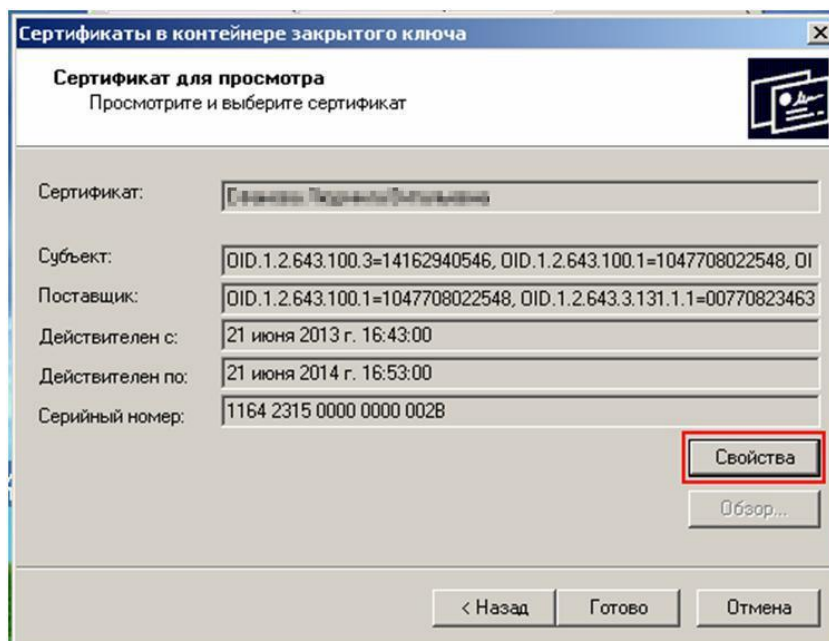 Сертификаты в контейнере закрытого ключа
Сертификат для просмотра
Просмотрите и выберите сертификат
Сертификат:
Субъект: OID.1.2.643.100.3=14162940546, OID.1.2.643.100.1=1047708022548, OI
Поставщик: OID.1.2.643.100.1=1047708022548, OID.1.2.643.3.131.1.1=00770823463
Действителен с: 21 июня 2013 г. 16:43:00
Действителен по: 21 июня 2014 г. 16:53:00
Серийный номер: 1164 2315 0000 0000 002B
Свойства
Обзор...
< Назад Готово Отмена